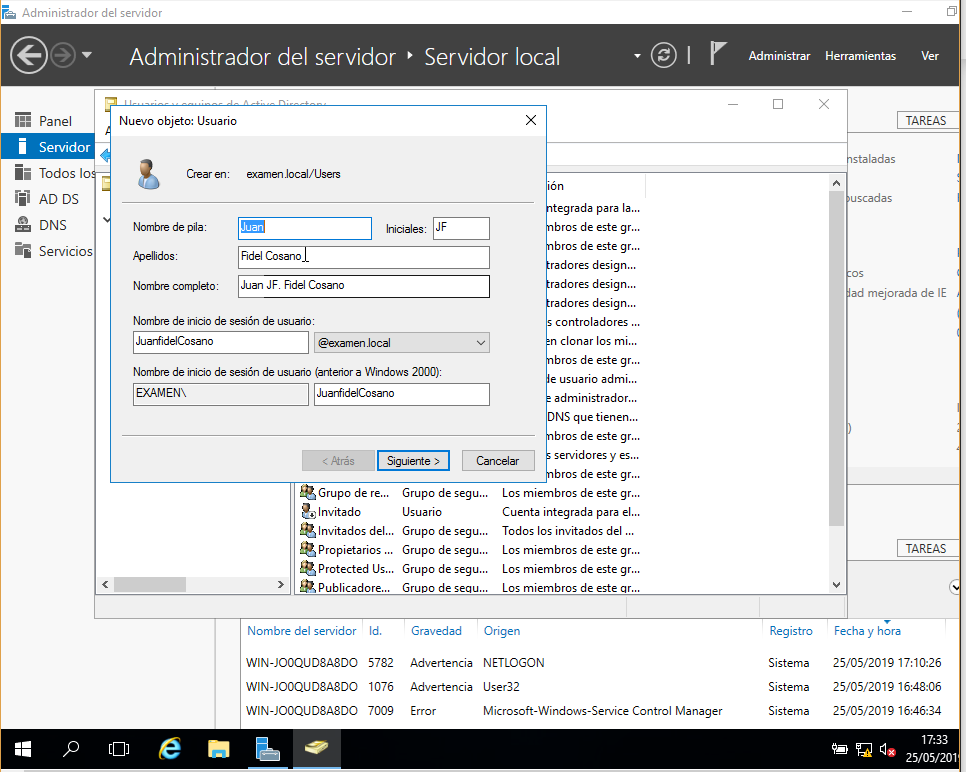 Administrador del servidor
Administrador del servidor ‣ Servidor local
Administrar Herramientas Ver
Usuarios y equipos de Active Directory
Panel
Servidor
Todos los
AD DS
DNS
Servicios
TAREAS
Nuevo objeto: Usuario
Crear en: examen.local/Users
Nombre de pila: Juan Iniciales: JF
Apellidos: Fidel Cosano
Nombre completo: Juan JF. Fidel Cosano
Nombre de inicio de sesión de usuario:
JuanfidelCosano @examen.local
Nombre de inicio de sesión de usuario (anterior a Windows 2000):
EXAMEN\ JuanfidelCosano
< Atrás Siguiente > Cancelar
ión
nstaladas
ta integrada para la...
uscadas
mbros de este gr...
mbros de este gr...
tradores design...
tradores design...
cos
dad mejorada de IE
tradores design...
s controladores ...
en clonar los mi...
mbros de este gr...
de usuario admi...
e administrador...
DNS que tienen...
mbros de este gr...
s servidores y es...
mbros de este gr...
Grupo de re... Grupo de segu... Los miembros de este gr...
Invitado Usuario Cuenta integrada para el...
Invitados del... Grupo de segu... Todos los invitados del ...
Propietarios ... Grupo de segu... Los miembros de este gr...
Protected Us... Grupo de segu... Los miembros de este gr...
Publicadore... Grupo de segu... Los miembros de este gr...
TAREAS
Nombre del servidor Id. Gravedad Origen Registro Fecha y hora
WIN-JO0QUD8A8DO 5782 Advertencia NETLOGON Sistema 25/05/2019 17:10:26
WIN-JO0QUD8A8DO 1076 Advertencia User32 Sistema 25/05/2019 16:48:06
WIN-JO0QUD8A8DO 7009 Error Microsoft-Windows-Service Control Manager Sistema 25/05/2019 16:46:34
17:33
25/05/2019